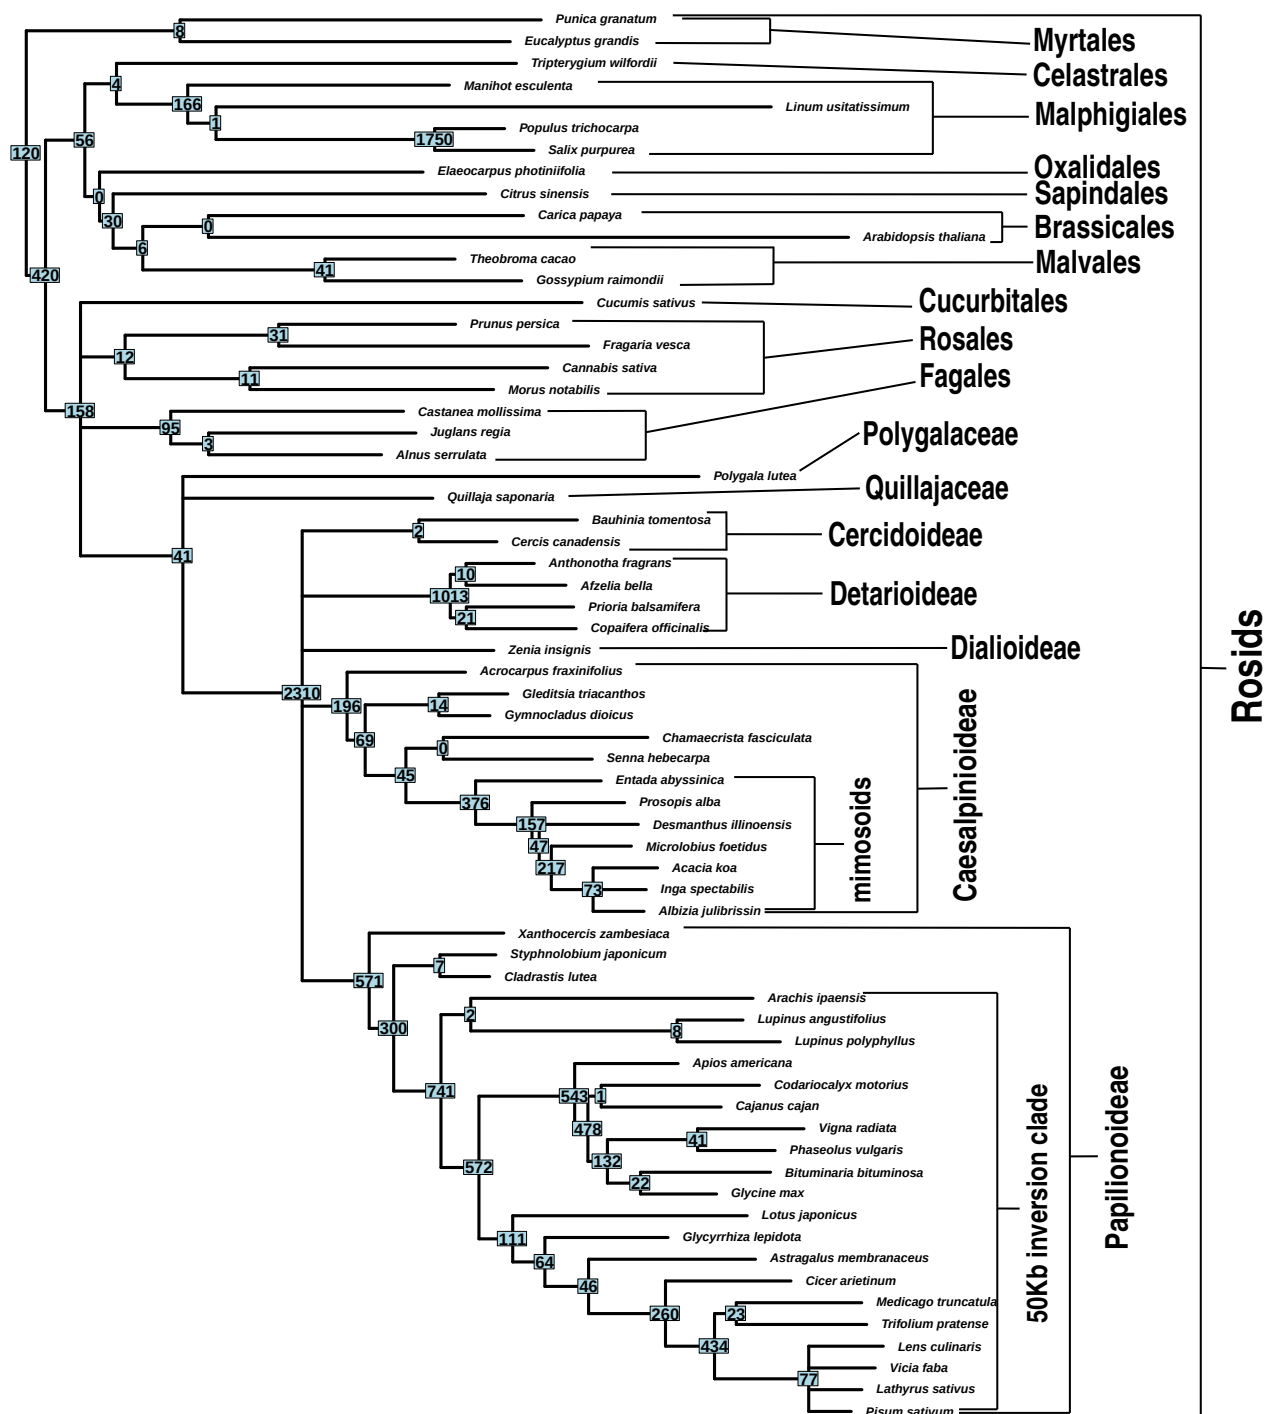 Punica granatum
8
Eucalyptus grandis
Myrtales
Tripterygium wilfordii
Celastrales
4
Manihot esculenta
166
Linum usitatissimum
Malphigiales
1
Populus trichocarpa
1750
56
Salix purpurea
120
Elaeocarpus photiniifolia
Oxalidales
0
Citrus sinensis
Sapindales
30
Carica papaya
0
Brassicales
Arabidopsis thaliana
6
Theobroma cacao
Malvales
41
420
Gossypium raimondii
Cucumis sativus
Cucurbitales
Prunus persica
31
Rosales
Fragaria vesca
12
Cannabis sativa
11
Fagales
Morus notabilis
158
Castanea mollissima
95
Juglans regia
3
Polygalaceae
Alnus serrulata
Polygala lutea
Quillaja saponaria
Quillajaceae
Bauhinia tomentosa
2
Cercidoideae
Cercis canadensis
41
Anthonotha fragrans
10
Afzelia bella
1013
Detarioideae
Prioria balsamifera
21
Copaifera officinalis
Zenia insignis
Dialioideae
Rosids
Acrocarpus fraxinifolius
2310
196
Gleditsia triacanthos
14
Gymnocladus dioicus
69
Chamaecrista fasciculata
0
Senna hebecarpa
45
Entada abyssinica
376
Prosopis alba
157
Desmanthus illinoensis
mimosoids
Caesalpinioideae
47
Microlobius foetidus
217
Acacia koa
73
Inga spectabilis
Albizia julibrissin
Xanthocercis zambesiaca
Styphnolobium japonicum
7
571
Cladrastis lutea
Arachis ipaensis
2
300
Lupinus angustifolius
8
Lupinus polyphyllus
Apios americana
741
Codariocalyx motorius
543
1
Cajanus cajan
478
Vigna radiata
41
Phaseolus vulgaris
132
572
Bituminaria bituminosa
22
Glycine max
50Kb inversion clade
Papilionoideae
Lotus japonicus
111
Glycyrrhiza lepidota
64
Astragalus membranaceus
46
Cicer arietinum
260
Medicago truncatula
23
Trifolium pratense
434
Lens culinaris
Vicia faba
77
Lathyrus sativus
Pisum sativum